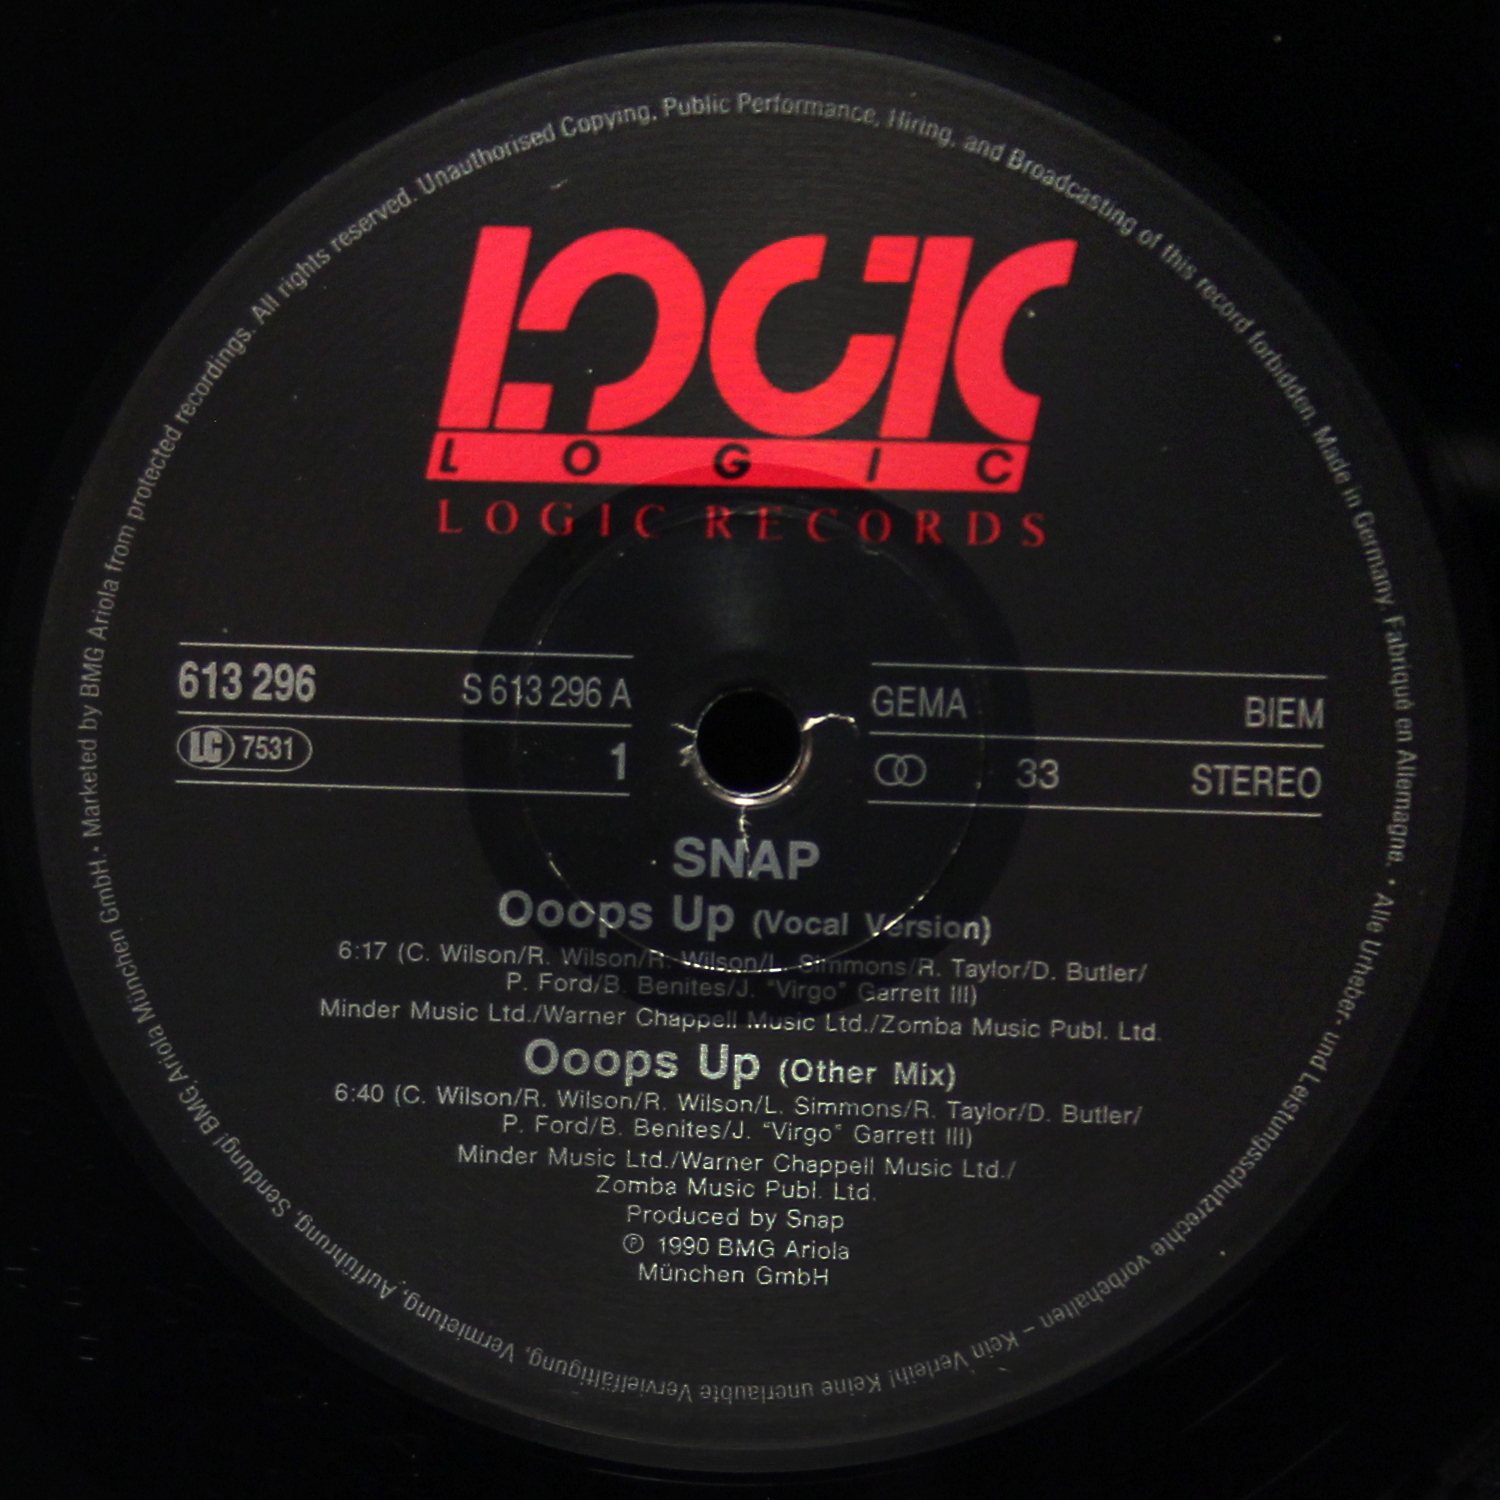 LOGIC
LOGIC
LOGIC RECORDS
613 296
S 613 296 A
GEMA
BIEM
LC 7531
1
33
STEREO
SNAP
Ooops Up (Vocal Version)
6:17 (C. Wilson/R. Wilson/R. Wilson/L. Simmons/R. Taylor/D. Butler/
P. Ford/B. Benites/J. "Virgo" Garrett III)
Minder Music Ltd./Warner Chappell Music Ltd./Zomba Music Publ. Ltd.
Ooops Up (Other Mix)
6:40 (C. Wilson/R. Wilson/R. Wilson/L. Simmons/R. Taylor/D. Butler/
P. Ford/B. Benites/J. "Virgo" Garrett III)
Minder Music Ltd./Warner Chappell Music Ltd./
Zomba Music Publ. Ltd.
Produced by Snap
℗ 1990 BMG Ariola
München GmbH
• Marketed by BMG Ariola from protected recordings. All rights reserved. Unauthorised Copying, Public Performance, Hiring, and Broadcasting of this record forbidden. Made in Germany. Fabriqué en Allemagne. • Alle Urheber- und Leistungsschutzrechte vorbehalten – Kein Verleih! Keine unerlaubte Vervielfältigung, Vermietung, Aufführung, Sendung! BMG Ariola München GmbH.